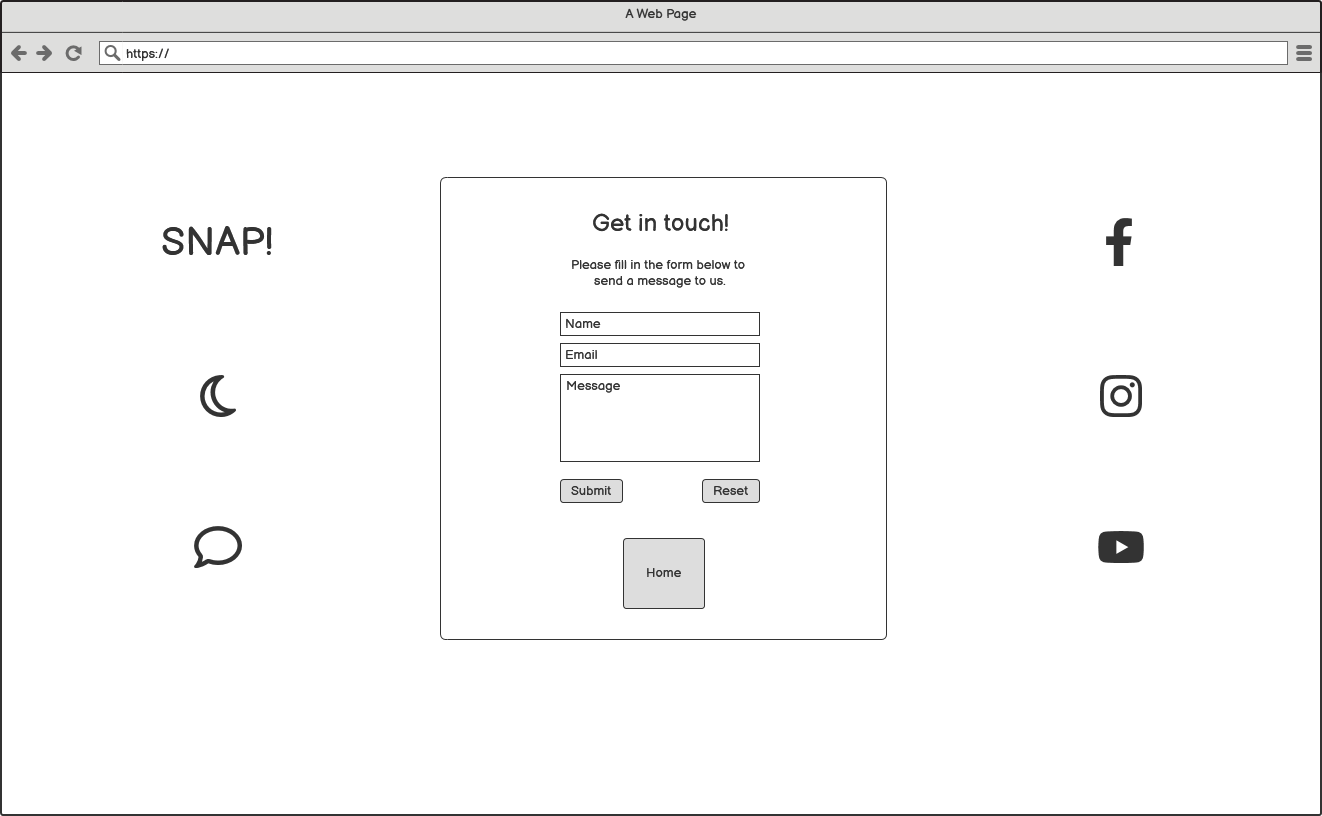 A Web Page
https://
SNAP!
Get in touch!
Please fill in the form below to
send a message to us.
Name
Email
Message
Submit
Reset
Home